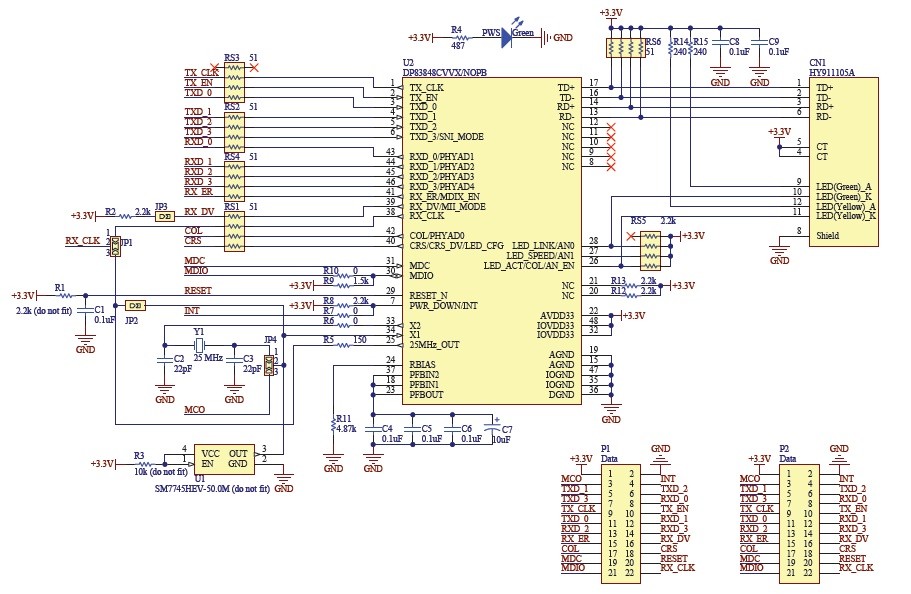 +3.3V R4 487 PWS Green GND
+3.3V
RS6 51 R14 240 R15 240 C8 0.1uF C9 0.1uF
GND GND
U2
DP83848CVVX/NOPB
CN1
HY911105A
RS3 51
TX_CLK 1 TX_CLK
TX_EN 2 TX_EN
TXD_0 3 TXD_0
RS2 51
TXD_1 4 TXD_1
TXD_2 5 TXD_2
TXD_3 6 TXD_3/SNI_MODE
RXD_0 43 RXD_0/PHYAD1
RS4 51
RXD_1 44 RXD_1/PHYAD2
RXD_2 45 RXD_2/PHYAD3
RXD_3 46 RXD_3/PHYAD4
RX_ER 41 RX_ER/MDIX_EN
+3.3V R2 2.2k JP3 RX_DV RS1 51
39 RX_DV/MII_MODE
38 RX_CLK
COL 42 COL/PHYAD0
CRS 40 CRS/CRS_DV/LED_CFG
RX_CLK 1 2 3 JP1
MDC 31 MDC
MDIO R10 0 30 MDIO
+3.3V R9 1.5k
+3.3V R1 RESET 29 RESET_N
2.2k (do not fit) C1 0.1uF GND
JP2
+3.3V R8 2.2k 7 PWR_DOWN/INT
INT R7 0
R6 0 33 X2
34 X1
R5 150 25 25MHz_OUT
Y1 25 MHz
C2 22pF C3 22pF
GND GND
JP4 1 2 3
MCO
24 RBIAS
37 PFBIN2
18 PFBIN1
23 PFBOUT
R11 4.87k GND
C4 0.1uF C5 0.1uF C6 0.1uF + C7 10uF
GND
+3.3V R3 10k (do not fit)
4 VCC OUT 3
1 EN GND 2
U1
SM7745HEV-50.0M (do not fit) GND
TD+ 17 1 TD+
TD- 16 2 TD-
RD+ 14 3 RD+
RD- 13 6 RD-
NC 12
NC 11
NC 10
NC 9
NC 8
+3.3V
5 CT
4 CT
9 LED(Green)_A
10 LED(Green)_K
12 LED(Yellow)_A
11 LED(Yellow)_K
8 Shield
GND
RS5 2.2k +3.3V
LED_LINK/AN0 28
LED_SPEED/AN1 27
LED_ACT/COL/AN_EN 26
NC 21 R13 2.2k +3.3V
NC 20 R12 2.2k
AVDD33 22 +3.3V
IOVDD33 48
IOVDD33 32
AGND 19
AGND 15
IOGND 47
IOGND 35
DGND 36
GND
P1
Data
+3.3V GND
1 2
MCO 3 4 INT
TXD_1 5 6 TXD_2
TXD_3 7 8 RXD_0
TX_CLK 9 10 TX_EN
TXD_0 11 12 RXD_1
RXD_2 13 14 RXD_3
RX_ER 15 16 RX_DV
COL 17 18 CRS
MDC 19 20 RESET
MDIO 21 22 RX_CLK
P2
Data
+3.3V GND
1 2
MCO 3 4 INT
TXD_1 5 6 TXD_2
TXD_3 7 8 RXD_0
TX_CLK 9 10 TX_EN
TXD_0 11 12 RXD_1
RXD_2 13 14 RXD_3
RX_ER 15 16 RX_DV
COL 17 18 CRS
MDC 19 20 RESET
MDIO 21 22 RX_CLK